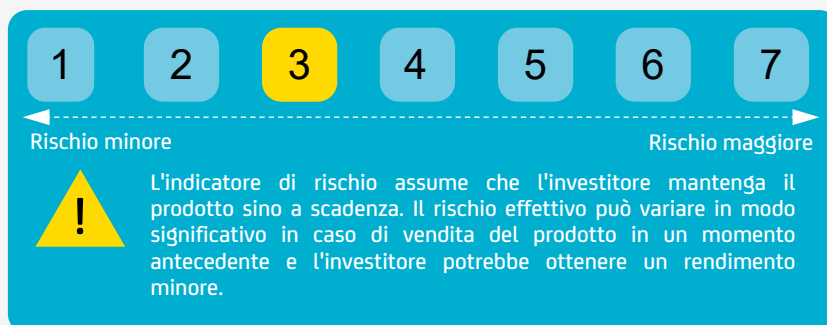 1 2 3 4 5 6 7
Rischio minore Rischio maggiore
L'indicatore di rischio assume che l'investitore mantenga il
prodotto sino a scadenza. Il rischio effettivo può variare in modo
significativo in caso di vendita del prodotto in un momento
antecedente e l'investitore potrebbe ottenere un rendimento
minore.
!